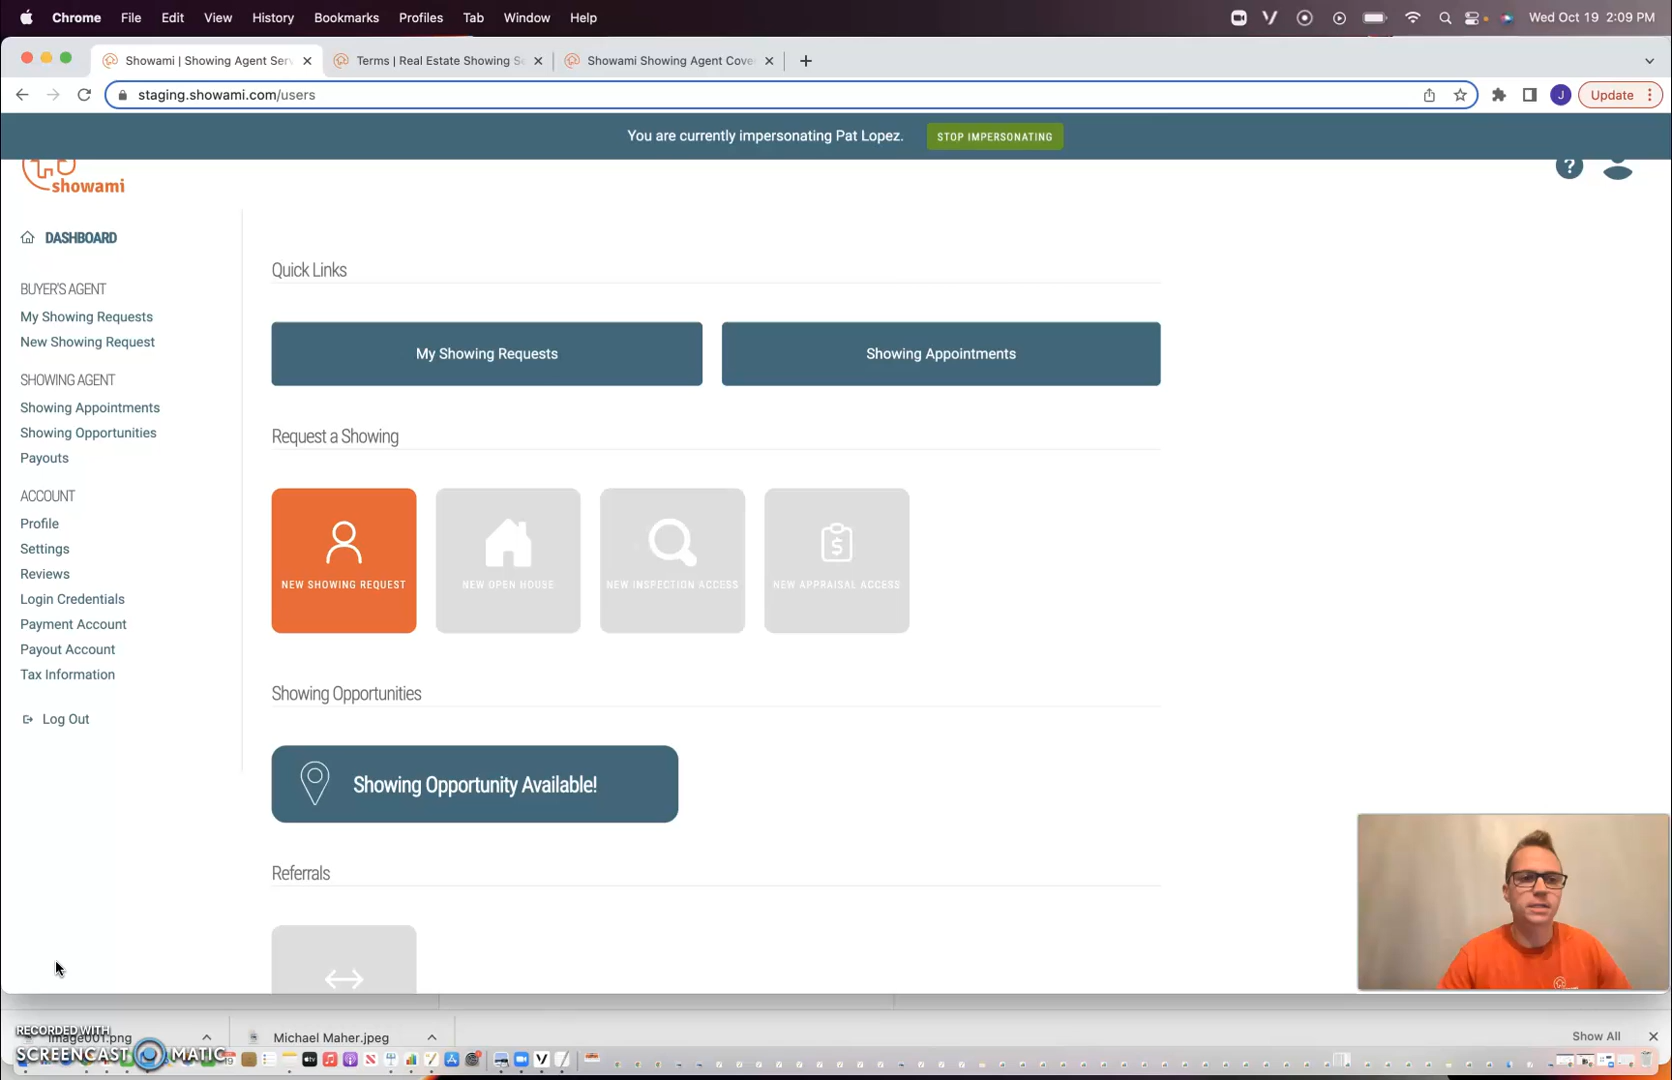 Chrome File Edit View History Bookmarks Profiles Tab Window Help
Wed Oct 19 2:09 PM
Showami | Showing Agent Ser
Terms | Real Estate Showing Se
Showami Showing Agent Cove
staging.showami.com/users
J
Update
You are currently impersonating Pat Lopez.
STOP IMPERSONATING
showami
?
DASHBOARD
BUYER'S AGENT
My Showing Requests
New Showing Request
SHOWING AGENT
Showing Appointments
Showing Opportunities
Payouts
ACCOUNT
Profile
Settings
Reviews
Login Credentials
Payment Account
Payout Account
Tax Information
Log Out
Quick Links
My Showing Requests
Showing Appointments
Request a Showing
NEW SHOWING REQUEST
NEW OPEN HOUSE
NEW INSPECTION ACCESS
NEW APPRAISAL ACCESS
Showing Opportunities
Showing Opportunity Available!
Referrals
image001.png
Michael Maher.jpeg
Show All
RECORDED WITH
SCREENCAST MATIC